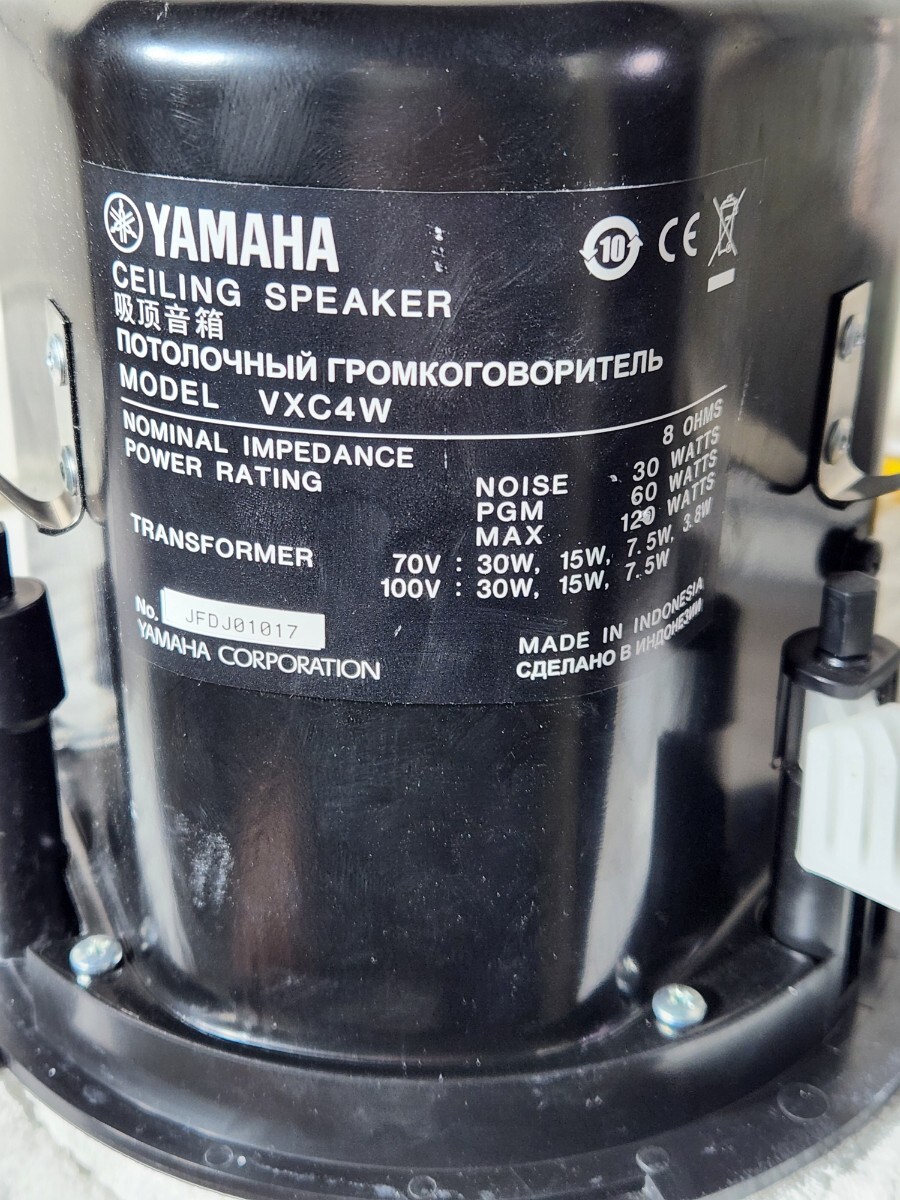 YAMAHA
10 CE
CEILING SPEAKER
吸顶音箱
ПОТОЛОЧНЫЙ ГРОМКОГОВОРИТЕЛЬ
MODEL VXC4W
NOMINAL IMPEDANCE 8 OHMS
POWER RATING NOISE 30 WATTS
PGM 60 WATTS
MAX 120 WATTS
TRANSFORMER 70V : 30W, 15W, 7.5W, 3.8W
100V : 30W, 15W, 7.5W
No. JFDJ01017
YAMAHA CORPORATION
MADE IN INDONESIA
СДЕЛАНО В ИНДОНЕЗИИ